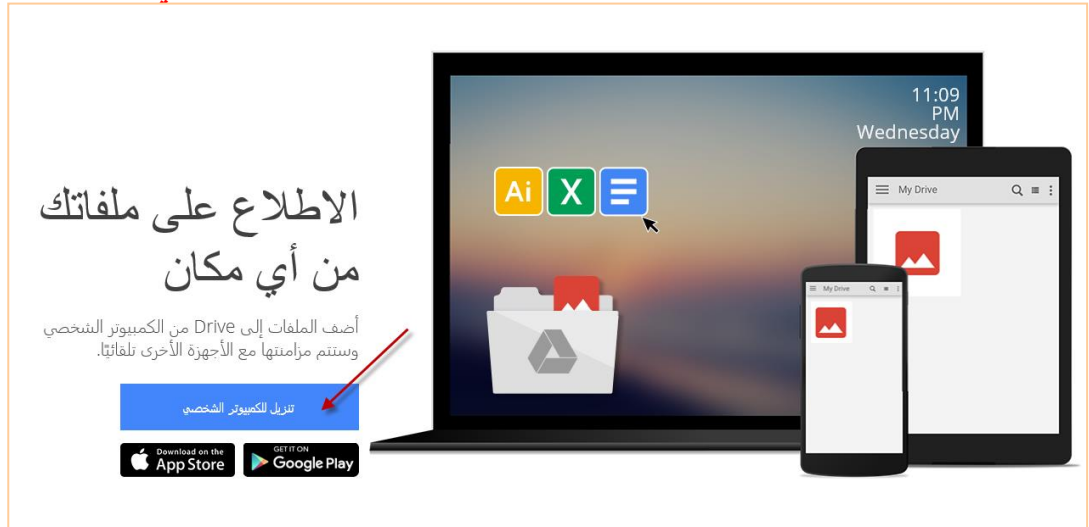 الاطلاع على ملفاتك
من أي مكان
أضف الملفات إلى Drive من الكمبيوتر الشخصي
وستتم مزامنتها مع الأجهزة الأخرى تلقائيًا.
تنزيل للكمبيوتر الشخصي
Download on the
App Store
GET IT ON
Google Play
11:09
PM
Wednesday
Ai X
My Drive
My Drive